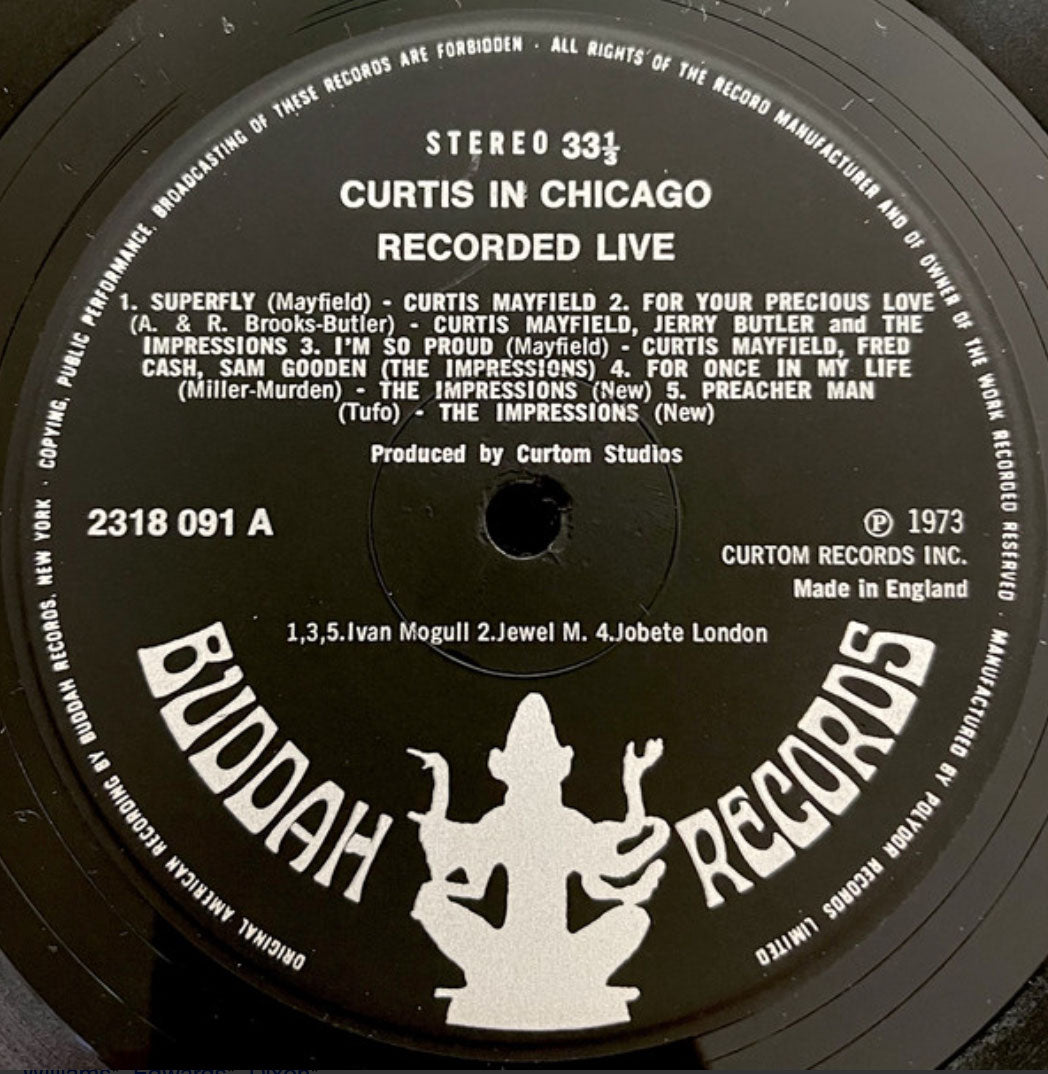 ORIGINAL AMERICAN RECORDING BY BUDDAH RECORDS. NEW YORK · COPYING, PUBLIC PERFORMANCE, BROADCASTING OF THESE RECORDS ARE FORBIDDEN · ALL RIGHTS OF THE RECORD MANUFACTURER AND OF OWNER OF THE WORK RECORDED RESERVED · MANUFACTURED BY POLYDOR RECORDS LIMITED
STEREO 33⅓
CURTIS IN CHICAGO
RECORDED LIVE
1. SUPERFLY (Mayfield) - CURTIS MAYFIELD 2. FOR YOUR PRECIOUS LOVE
(A. & R. Brooks-Butler) - CURTIS MAYFIELD, JERRY BUTLER and THE
IMPRESSIONS 3. I'M SO PROUD (Mayfield) - CURTIS MAYFIELD, FRED
CASH, SAM GOODEN (THE IMPRESSIONS) 4. FOR ONCE IN MY LIFE
(Miller-Murden) - THE IMPRESSIONS (New) 5. PREACHER MAN
(Tufo) - THE IMPRESSIONS (New)
Produced by Curtom Studios
2318 091 A
℗ 1973
CURTOM RECORDS INC.
Made in England
1,3,5.Ivan Mogull 2.Jewel M. 4.Jobete London
BUDDAH RECORDS